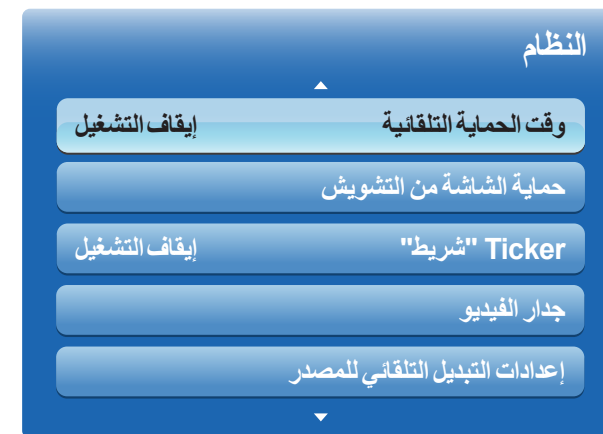 النظام
وقت الحماية التلقائية إيقاف التشغيل
حماية الشاشة من التشويش
Ticker "شريط" إيقاف التشغيل
جدار الفيديو
إعدادات التبديل التلقائي للمصدر